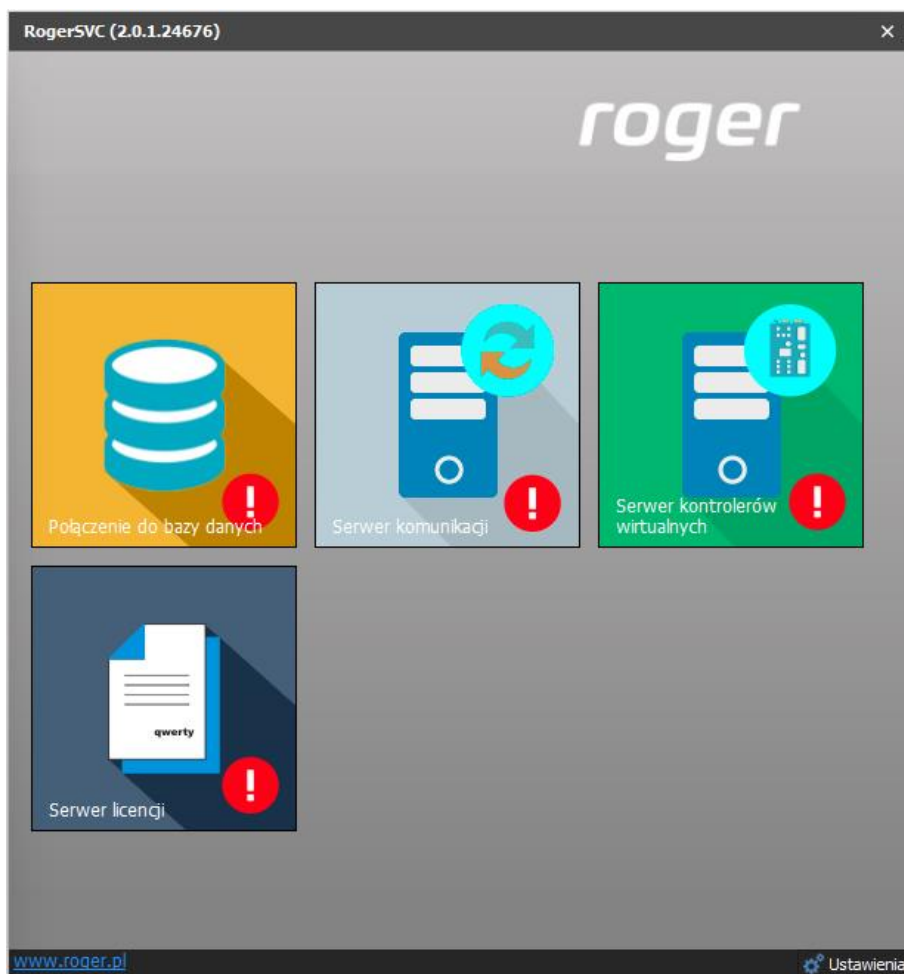 RogerSVC (2.0.1.24676)
roger
Połączenie do bazy danych
Serwer komunikacji
Serwer kontrolerów
wirtualnych
qwerty
Serwer licencji
www.roger.pl
Ustawienia